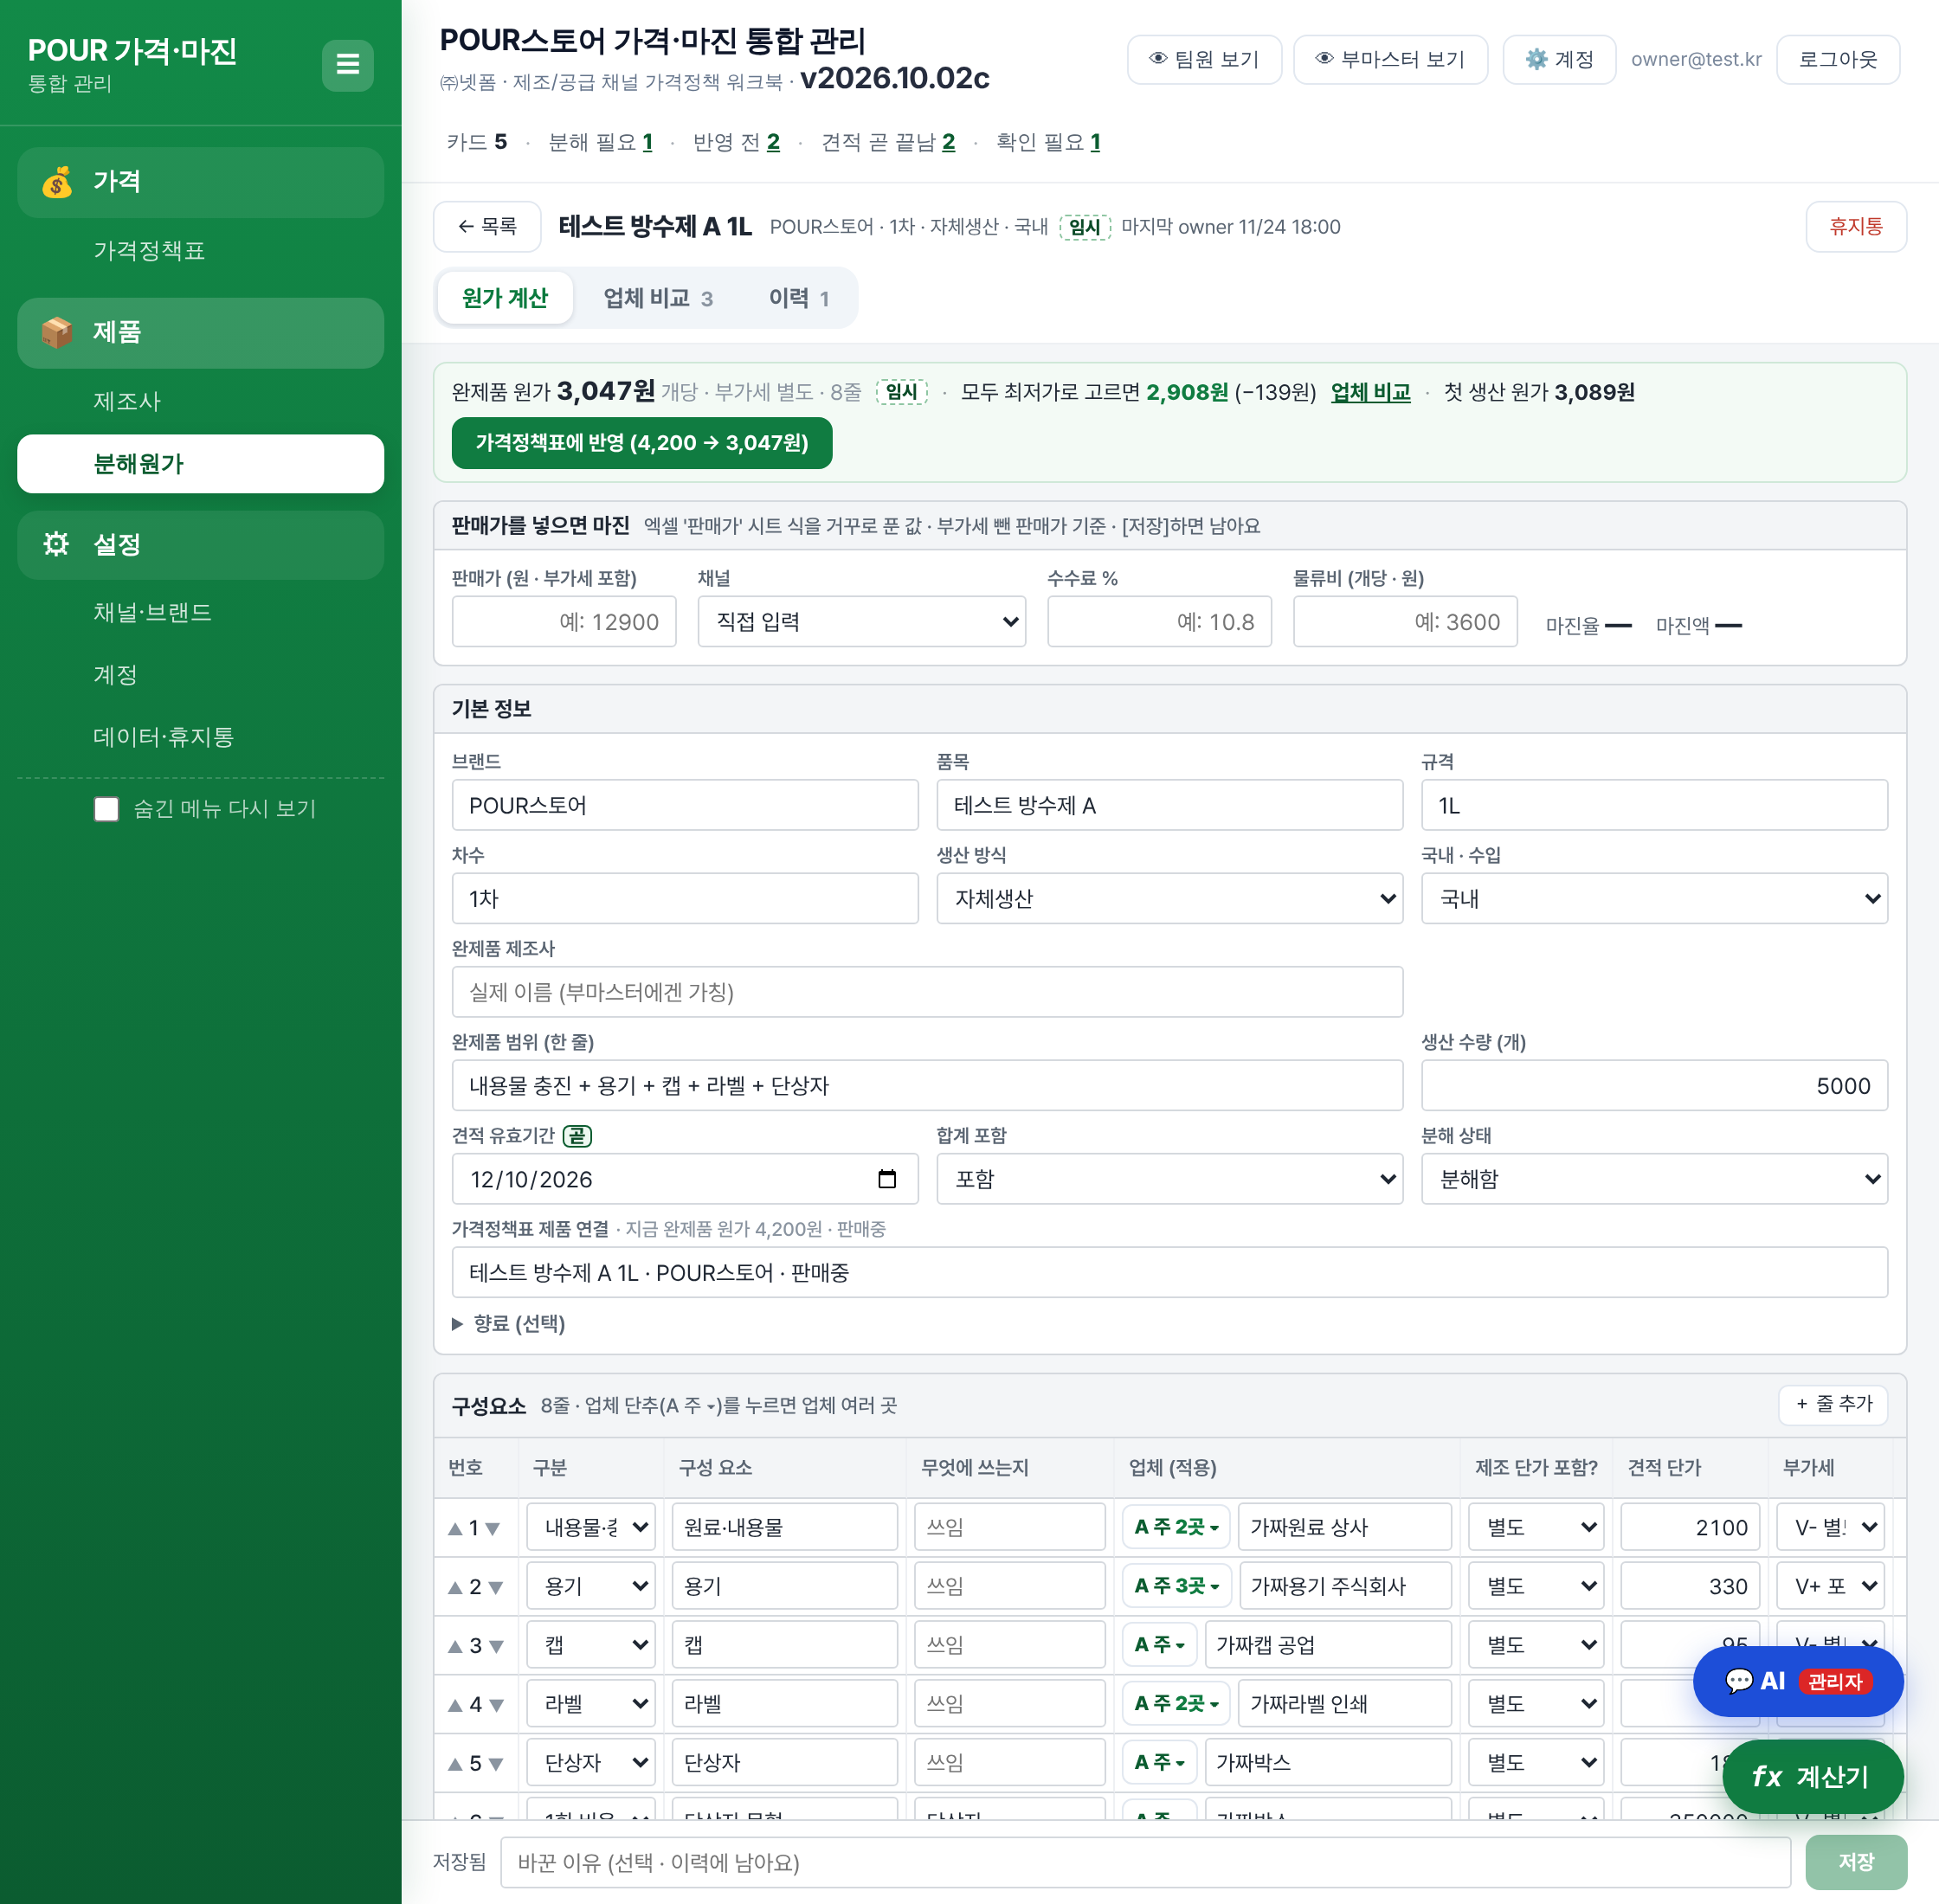 POUR 가격·마진
통합 관리
💰 가격
가격정책표
📦 제품
제조사
분해원가
⚙ 설정
채널·브랜드
계정
데이터·휴지통
숨긴 메뉴 다시 보기
POUR스토어 가격·마진 통합 관리
㈜넷폼 · 제조/공급 채널 가격정책 워크북 · v2026.10.02c
👁 팀원 보기
👁 부마스터 보기
⚙️ 계정
owner@test.kr
로그아웃
카드 5 · 분해 필요 1 · 반영 전 2 · 견적 곧 끝남 2 · 확인 필요 1
← 목록
테스트 방수제 A 1L
POUR스토어 · 1차 · 자체생산 · 국내 임시 마지막 owner 11/24 18:00
휴지통
원가 계산
업체 비교 3
이력 1
완제품 원가 3,047원 개당 · 부가세 별도 · 8줄 임시 · 모두 최저가로 고르면 2,908원 (−139원) 업체 비교 · 첫 생산 원가 3,089원
가격정책표에 반영 (4,200 → 3,047원)
판매가를 넣으면 마진 엑셀 '판매가' 시트 식을 거꾸로 푼 값 · 부가세 뺀 판매가 기준 · [저장]하면 남아요
판매가 (원 · 부가세 포함) 채널 수수료 % 물류비 (개당 · 원)
예: 12900 직접 입력 예: 10.8 예: 3600 마진율 — 마진액 —
기본 정보
브랜드 품목 규격
POUR스토어 테스트 방수제 A 1L
차수 생산 방식 국내 · 수입
1차 자체생산 국내
완제품 제조사
실제 이름 (부마스터에겐 가칭)
완제품 범위 (한 줄) 생산 수량 (개)
내용물 충진 + 용기 + 캡 + 라벨 + 단상자 5000
견적 유효기간 곧 합계 포함 분해 상태
12/10/2026 포함 분해함
가격정책표 제품 연결 · 지금 완제품 원가 4,200원 · 판매중
테스트 방수제 A 1L · POUR스토어 · 판매중
▶ 향료 (선택)
구성요소 8줄 · 업체 단추(A 주 ▾)를 누르면 업체 여러 곳
+ 줄 추가
번호 구분 구성 요소 무엇에 쓰는지 업체 (적용) 제조 단가 포함? 견적 단가 부가세
▲ 1 ▼ 내용물· 원료·내용물 쓰임 A 주 2곳 ▾ 가짜원료 상사 별도 2100 V- 별
▲ 2 ▼ 용기 용기 쓰임 A 주 3곳 ▾ 가짜용기 주식회사 별도 330 V+ 포
▲ 3 ▼ 캡 캡 쓰임 A 주 ▾ 가짜캡 공업 별도 95 V- 별
▲ 4 ▼ 라벨 라벨 쓰임 A 주 2곳 ▾ 가짜라벨 인쇄 별도
▲ 5 ▼ 단상자 단상자 쓰임 A 주 ▾ 가짜박스 별도
💬 AI 관리자
fx 계산기
저장됨
바꾼 이유 (선택 · 이력에 남아요)
저장